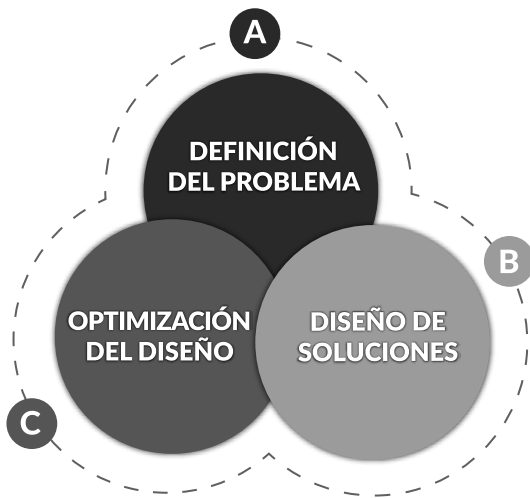 A
DEFINICIÓN
DEL PROBLEMA
B
OPTIMIZACIÓN
DEL DISEÑO
DISEÑO DE
SOLUCIONES
C